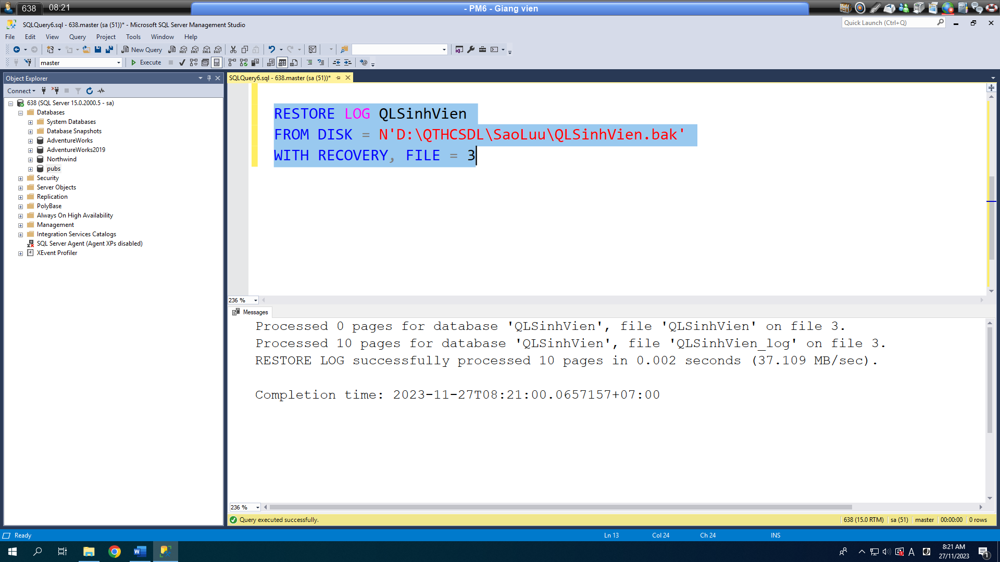 638
08:21
- PM6 - Giang vien
SQLQuery6.sql - 638.master (sa (51))* - Microsoft SQL Server Management Studio
Quick Launch (Ctrl+Q)
File Edit View Query Project Tools Window Help
New Query
MDX DMX XMLA DAX
master
Execute
Object Explorer
Connect
638 (SQL Server 15.0.2000.5 - sa)
Databases
System Databases
Database Snapshots
AdventureWorks
AdventureWorks2019
Northwind
pubs
Security
Server Objects
Replication
PolyBase
Always On High Availability
Management
Integration Services Catalogs
SQL Server Agent (Agent XPs disabled)
XEvent Profiler
SQLQuery6.sql - 638.master (sa (51))*
RESTORE LOG QLSinhVien
FROM DISK = N'D:\QTHCSDL\SaoLuu\QLSinhVien.bak'
WITH RECOVERY, FILE = 3
236 %
Messages
Processed 0 pages for database 'QLSinhVien', file 'QLSinhVien' on file 3.
Processed 10 pages for database 'QLSinhVien', file 'QLSinhVien_log' on file 3.
RESTORE LOG successfully processed 10 pages in 0.002 seconds (37.109 MB/sec).
Completion time: 2023-11-27T08:21:00.0657157+07:00
236 %
Query executed successfully.
638 (15.0 RTM) sa (51) master 00:00:00 0 rows
Ready
Ln 13 Col 24 Ch 24 INS
A
8:21 AM
27/11/2023
1